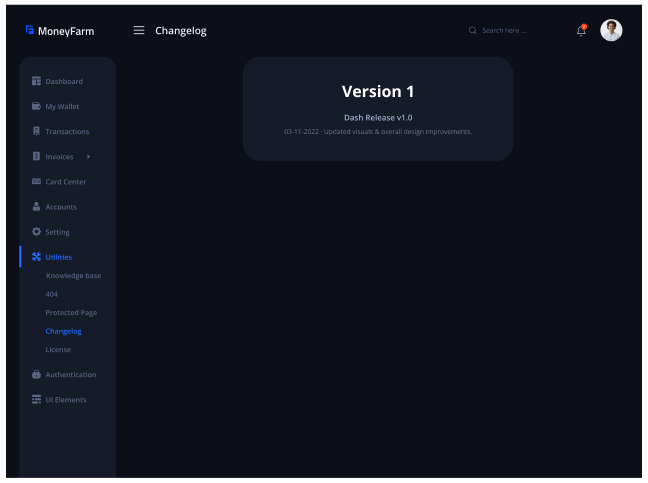 MoneyFarm
Changelog
Search here ...
Dashboard
My Wallet
Transactions
Invoices
Card Center
Accounts
Setting
Utilities
Knowledge base
404
Protected Page
Changelog
License
Authentication
UI Elements
Version 1
Dash Release v1.0
03-11-2022 - Updated visuals & overall design improvements.